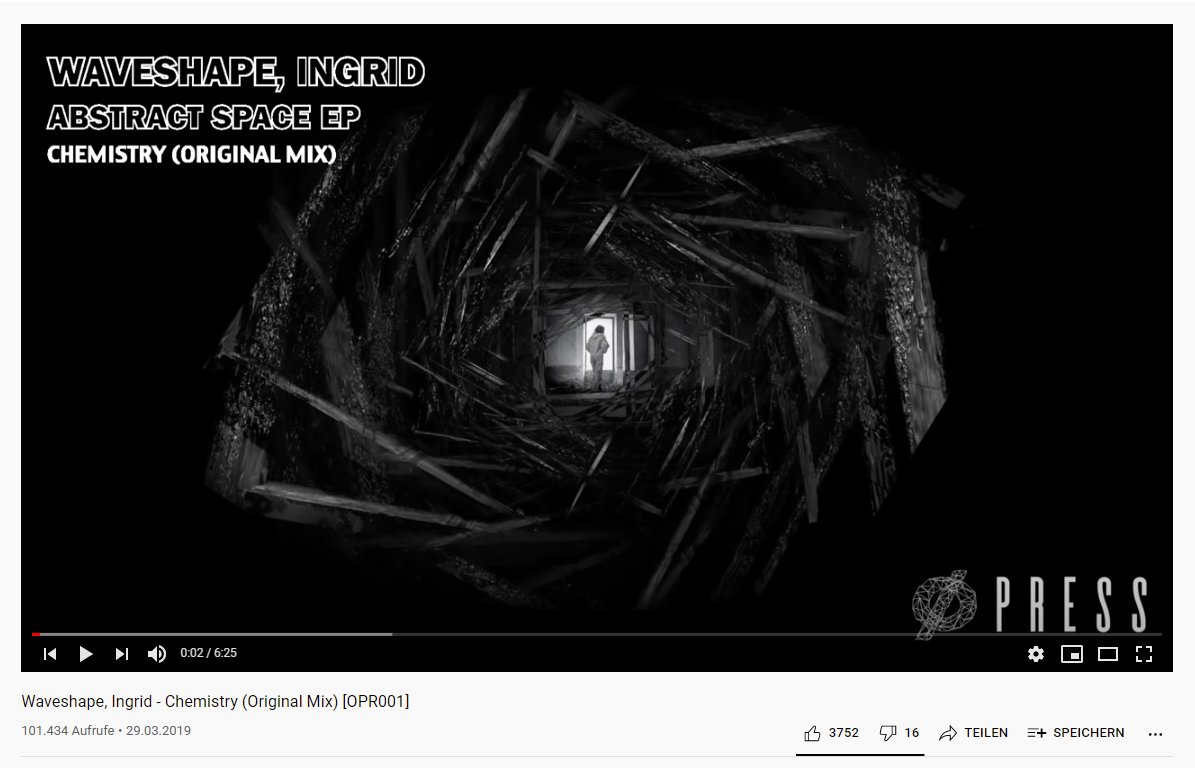 WAVESHAPE, INGRID
ABSTRACT SPACE EP
CHEMISTRY (ORIGINAL MIX)
PRESS
0:02 / 6:25
Waveshape, Ingrid - Chemistry (Original Mix) [OPR001]
101.434 Aufrufe • 29.03.2019
3752 16 TEILEN SPEICHERN